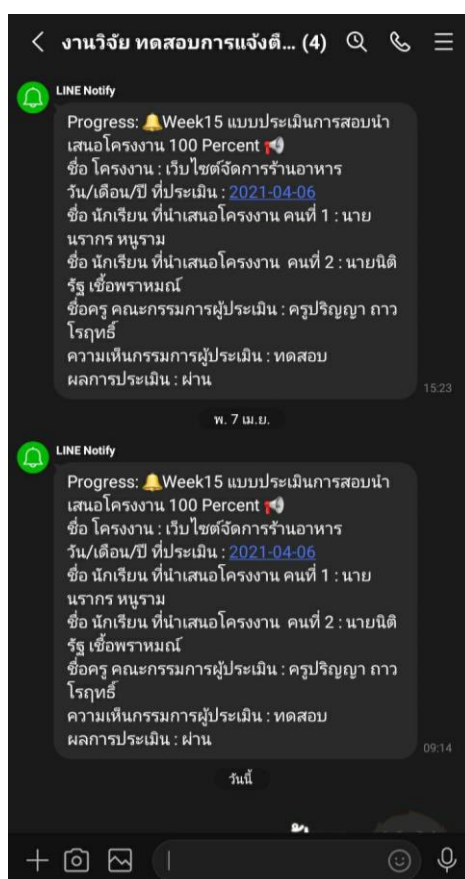 งานวิจัย ทดสอบการแจ้งตื... (4)
LINE Notify
Progress: 🔔Week15 แบบประเมินการสอบนำ
เสนอโครงงาน 100 Percent 📢
ชื่อ โครงงาน : เว็บไซต์จัดการร้านอาหาร
วัน/เดือน/ปี ที่ประเมิน : 2021-04-06
ชื่อ นักเรียน ที่นำเสนอโครงงาน คนที่ 1 : นาย
นรากร หนูราม
ชื่อ นักเรียน ที่นำเสนอโครงงาน  คนที่ 2 : นายนิติ
รัฐ เชื้อพราหมณ์
ชื่อครู คณะกรรมการผู้ประเมิน : ครูปริญญา ถาว
โรฤทธิ์
ความเห็นกรรมการผู้ประเมิน : ทดสอบ
ผลการประเมิน : ผ่าน
15:23
พ. 7 เม.ย.
LINE Notify
Progress: 🔔Week15 แบบประเมินการสอบนำ
เสนอโครงงาน 100 Percent 📢
ชื่อ โครงงาน : เว็บไซต์จัดการร้านอาหาร
วัน/เดือน/ปี ที่ประเมิน : 2021-04-06
ชื่อ นักเรียน ที่นำเสนอโครงงาน คนที่ 1 : นาย
นรากร หนูราม
ชื่อ นักเรียน ที่นำเสนอโครงงาน  คนที่ 2 : นายนิติ
รัฐ เชื้อพราหมณ์
ชื่อครู คณะกรรมการผู้ประเมิน : ครูปริญญา ถาว
โรฤทธิ์
ความเห็นกรรมการผู้ประเมิน : ทดสอบ
ผลการประเมิน : ผ่าน
09:14
วันนี้